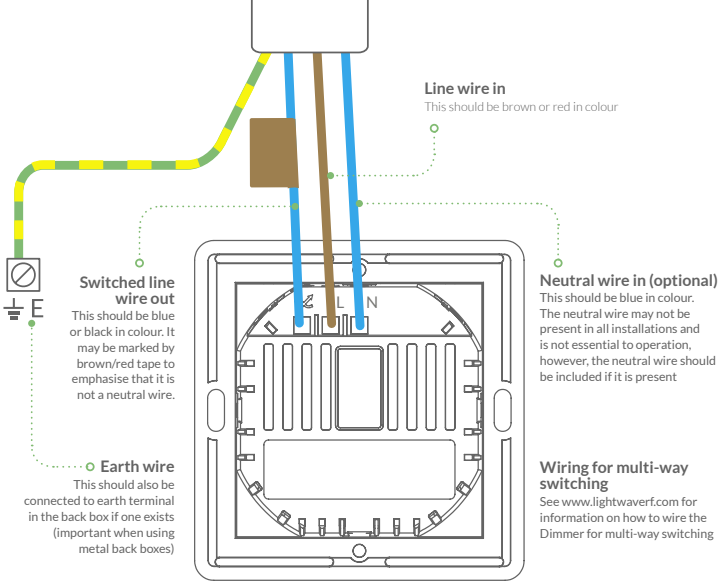 Line wire in
This should be brown or red in colour
L N
E
Switched line
wire out
This should be blue
or black in colour. It
may be marked by
brown/red tape to
emphasise that it is
not a neutral wire.
Neutral wire in (optional)
This should be blue in colour.
The neutral wire may not be
present in all installations and
is not essential to operation,
however, the neutral wire should
be included if it is present
Earth wire
This should also be
connected to earth terminal
in the back box if one exists
(important when using
metal back boxes)
Wiring for multi-way
switching
See www.lightwaverf.com for
information on how to wire the
Dimmer for multi-way switching